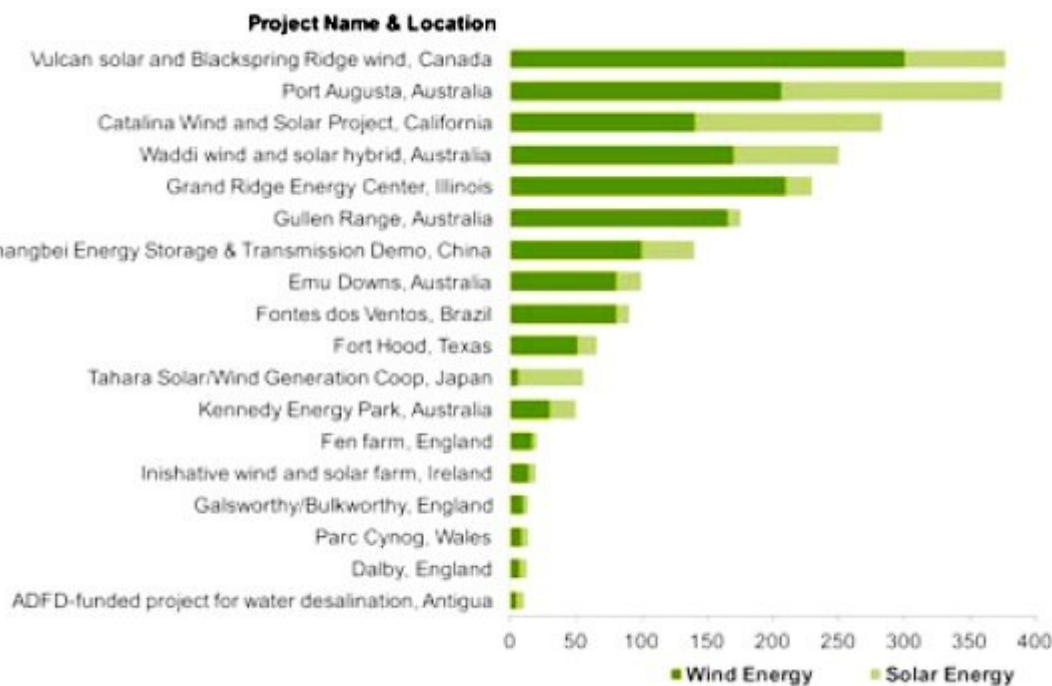 Project Name & Location
Vulcan solar and Blackspring Ridge wind, Canada
Port Augusta, Australia
Catalina Wind and Solar Project, California
Waddi wind and solar hybrid, Australia
Grand Ridge Energy Center, Illinois
Gullen Range, Australia
hangbei Energy Storage & Transmission Demo, China
Emu Downs, Australia
Fontes dos Ventos, Brazil
Fort Hood, Texas
Tahara Solar/Wind Generation Coop, Japan
Kennedy Energy Park, Australia
Fen farm, England
Inishative wind and solar farm, Ireland
Galsworthy/Bulkworthy, England
Parc Cynog, Wales
Dalby, England
ADFD-funded project for water desalination, Antigua
0 50 100 150 200 250 300 350 400
Wind Energy Solar Energy